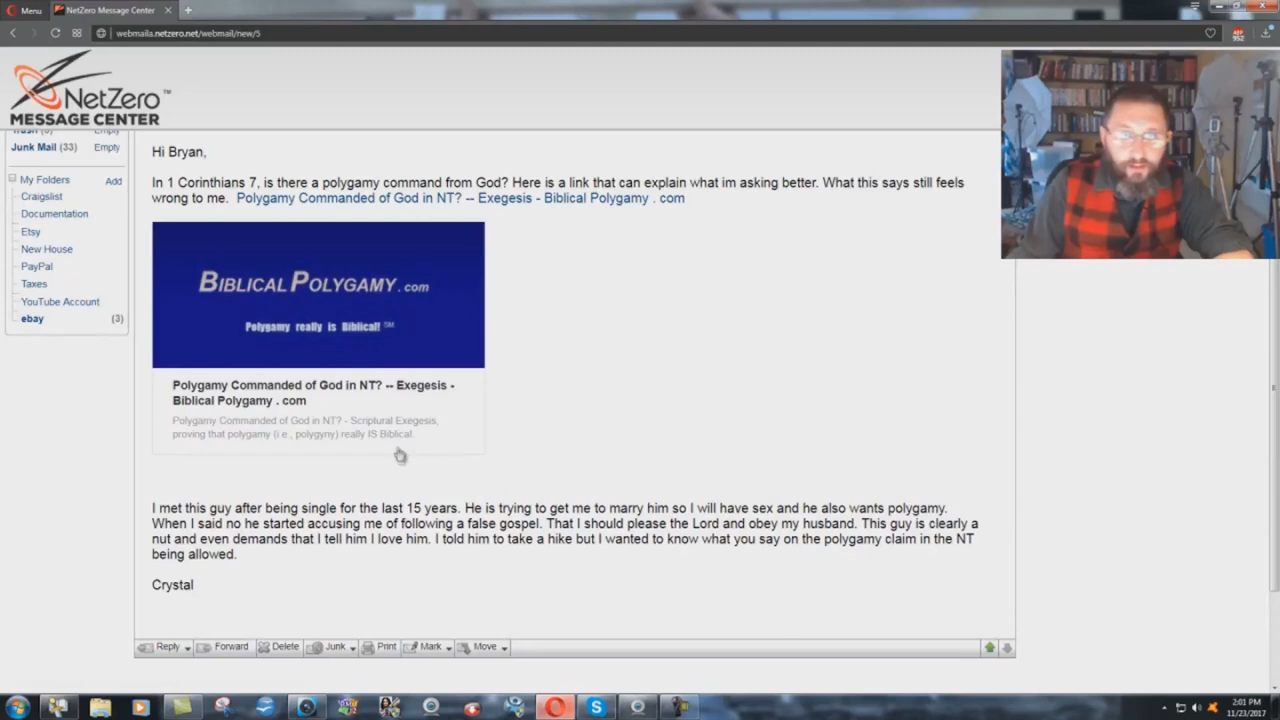 Menu
NetZero Message Center
webmaila.netzero.net/webmail/new/5
952
NetZero™
MESSAGE CENTER
Trash (0) Empty
Junk Mail (33) Empty
My Folders Add
Craigslist
Documentation
Etsy
New House
PayPal
Taxes
YouTube Account
ebay (3)
Hi Bryan,
In 1 Corinthians 7, is there a polygamy command from God? Here is a link that can explain what im asking better. What this says still feels
wrong to me. Polygamy Commanded of God in NT? -- Exegesis - Biblical Polygamy . com
BIBLICALPOLYGAMY.com
Polygamy really is Biblical! ™
Polygamy Commanded of God in NT? -- Exegesis -
Biblical Polygamy . com
Polygamy Commanded of God in NT? - Scriptural Exegesis,
proving that polygamy (i.e., polygyny) really IS Biblical.
I met this guy after being single for the last 15 years. He is trying to get me to marry him so I will have sex and he also wants polygamy.
When I said no he started accusing me of following a false gospel. That I should please the Lord and obey my husband. This guy is clearly a
nut and even demands that I tell him I love him. I told him to take a hike but I wanted to know what you say on the polygamy claim in the NT
being allowed.
Crystal
Reply Forward Delete Junk Print Mark Move
2:01 PM
11/23/2017